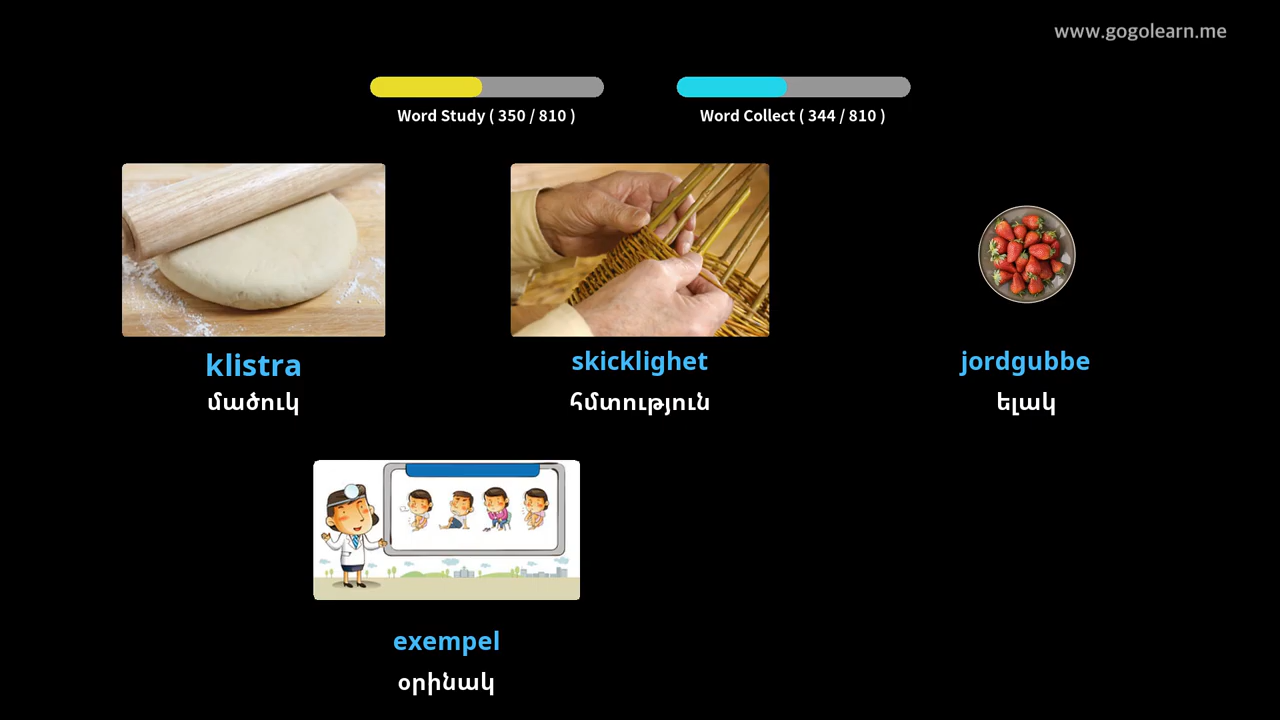 www.gogolearn.me
Word Study ( 350 / 810 )
Word Collect ( 344 / 810 )
klistra
մածուկ
skicklighet
հմտություն
jordgubbe
ելակ
exempel
օրինակ